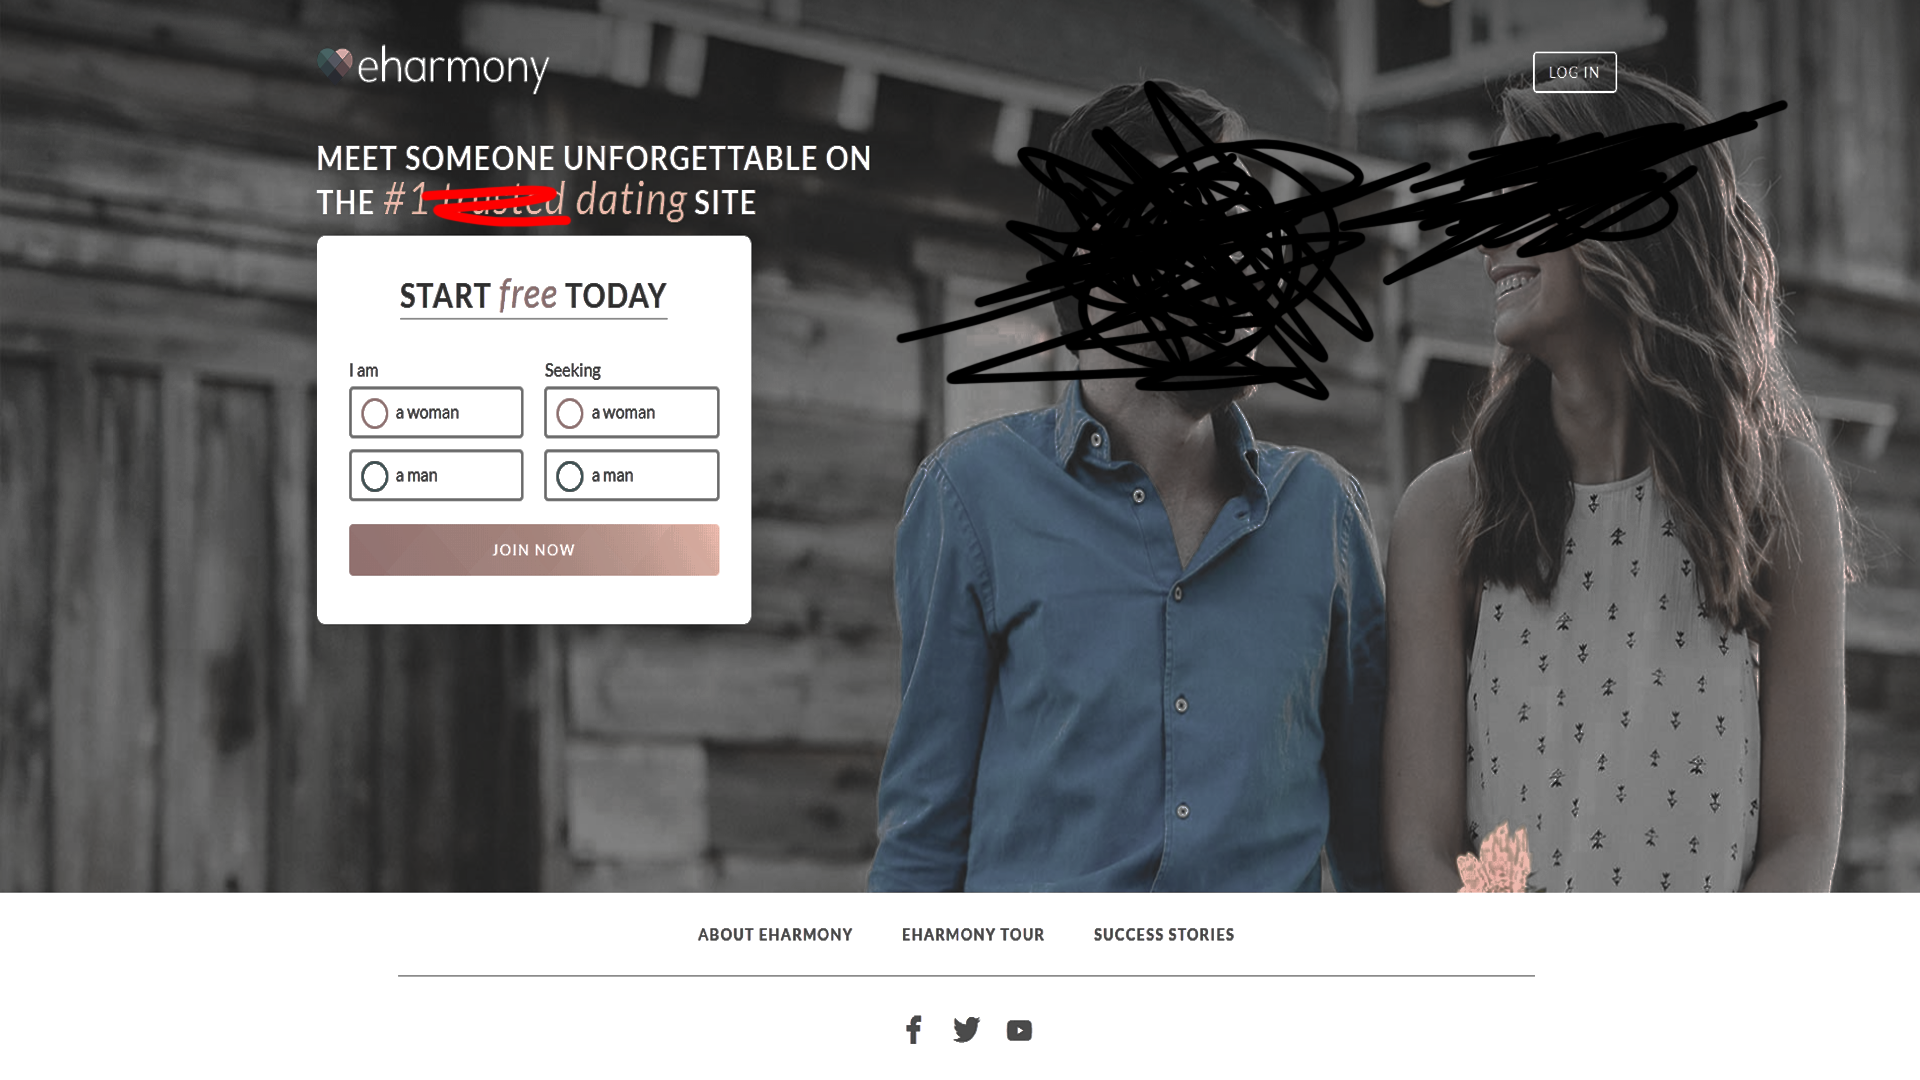 eharmony
LOG IN
MEET SOMEONE UNFORGETTABLE ON
THE #1 trusted dating SITE
START free TODAY
I am
Seeking
a woman
a woman
a man
a man
JOIN NOW
ABOUT EHARMONY
EHARMONY TOUR
SUCCESS STORIES